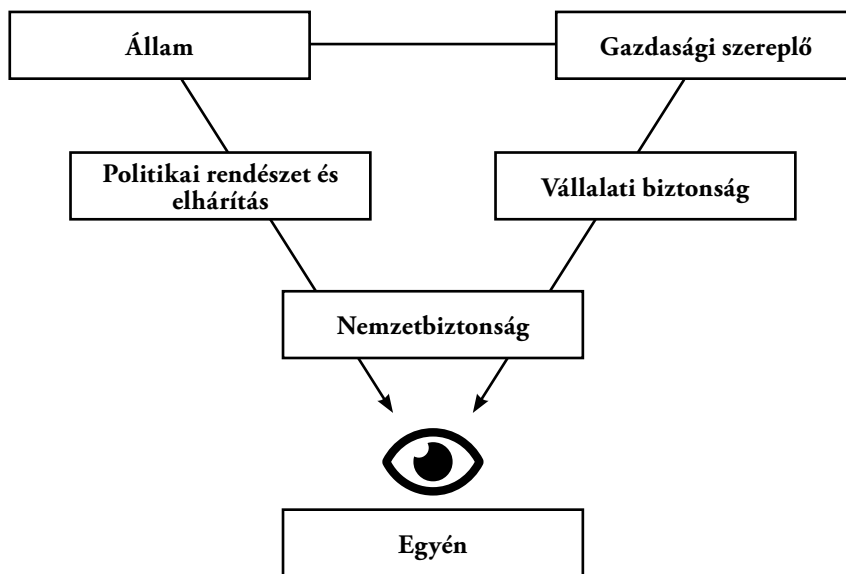 Állam
Gazdasági szereplő
Politikai rendészet és
elhárítás
Vállalati biztonság
Nemzetbiztonság
Egyén